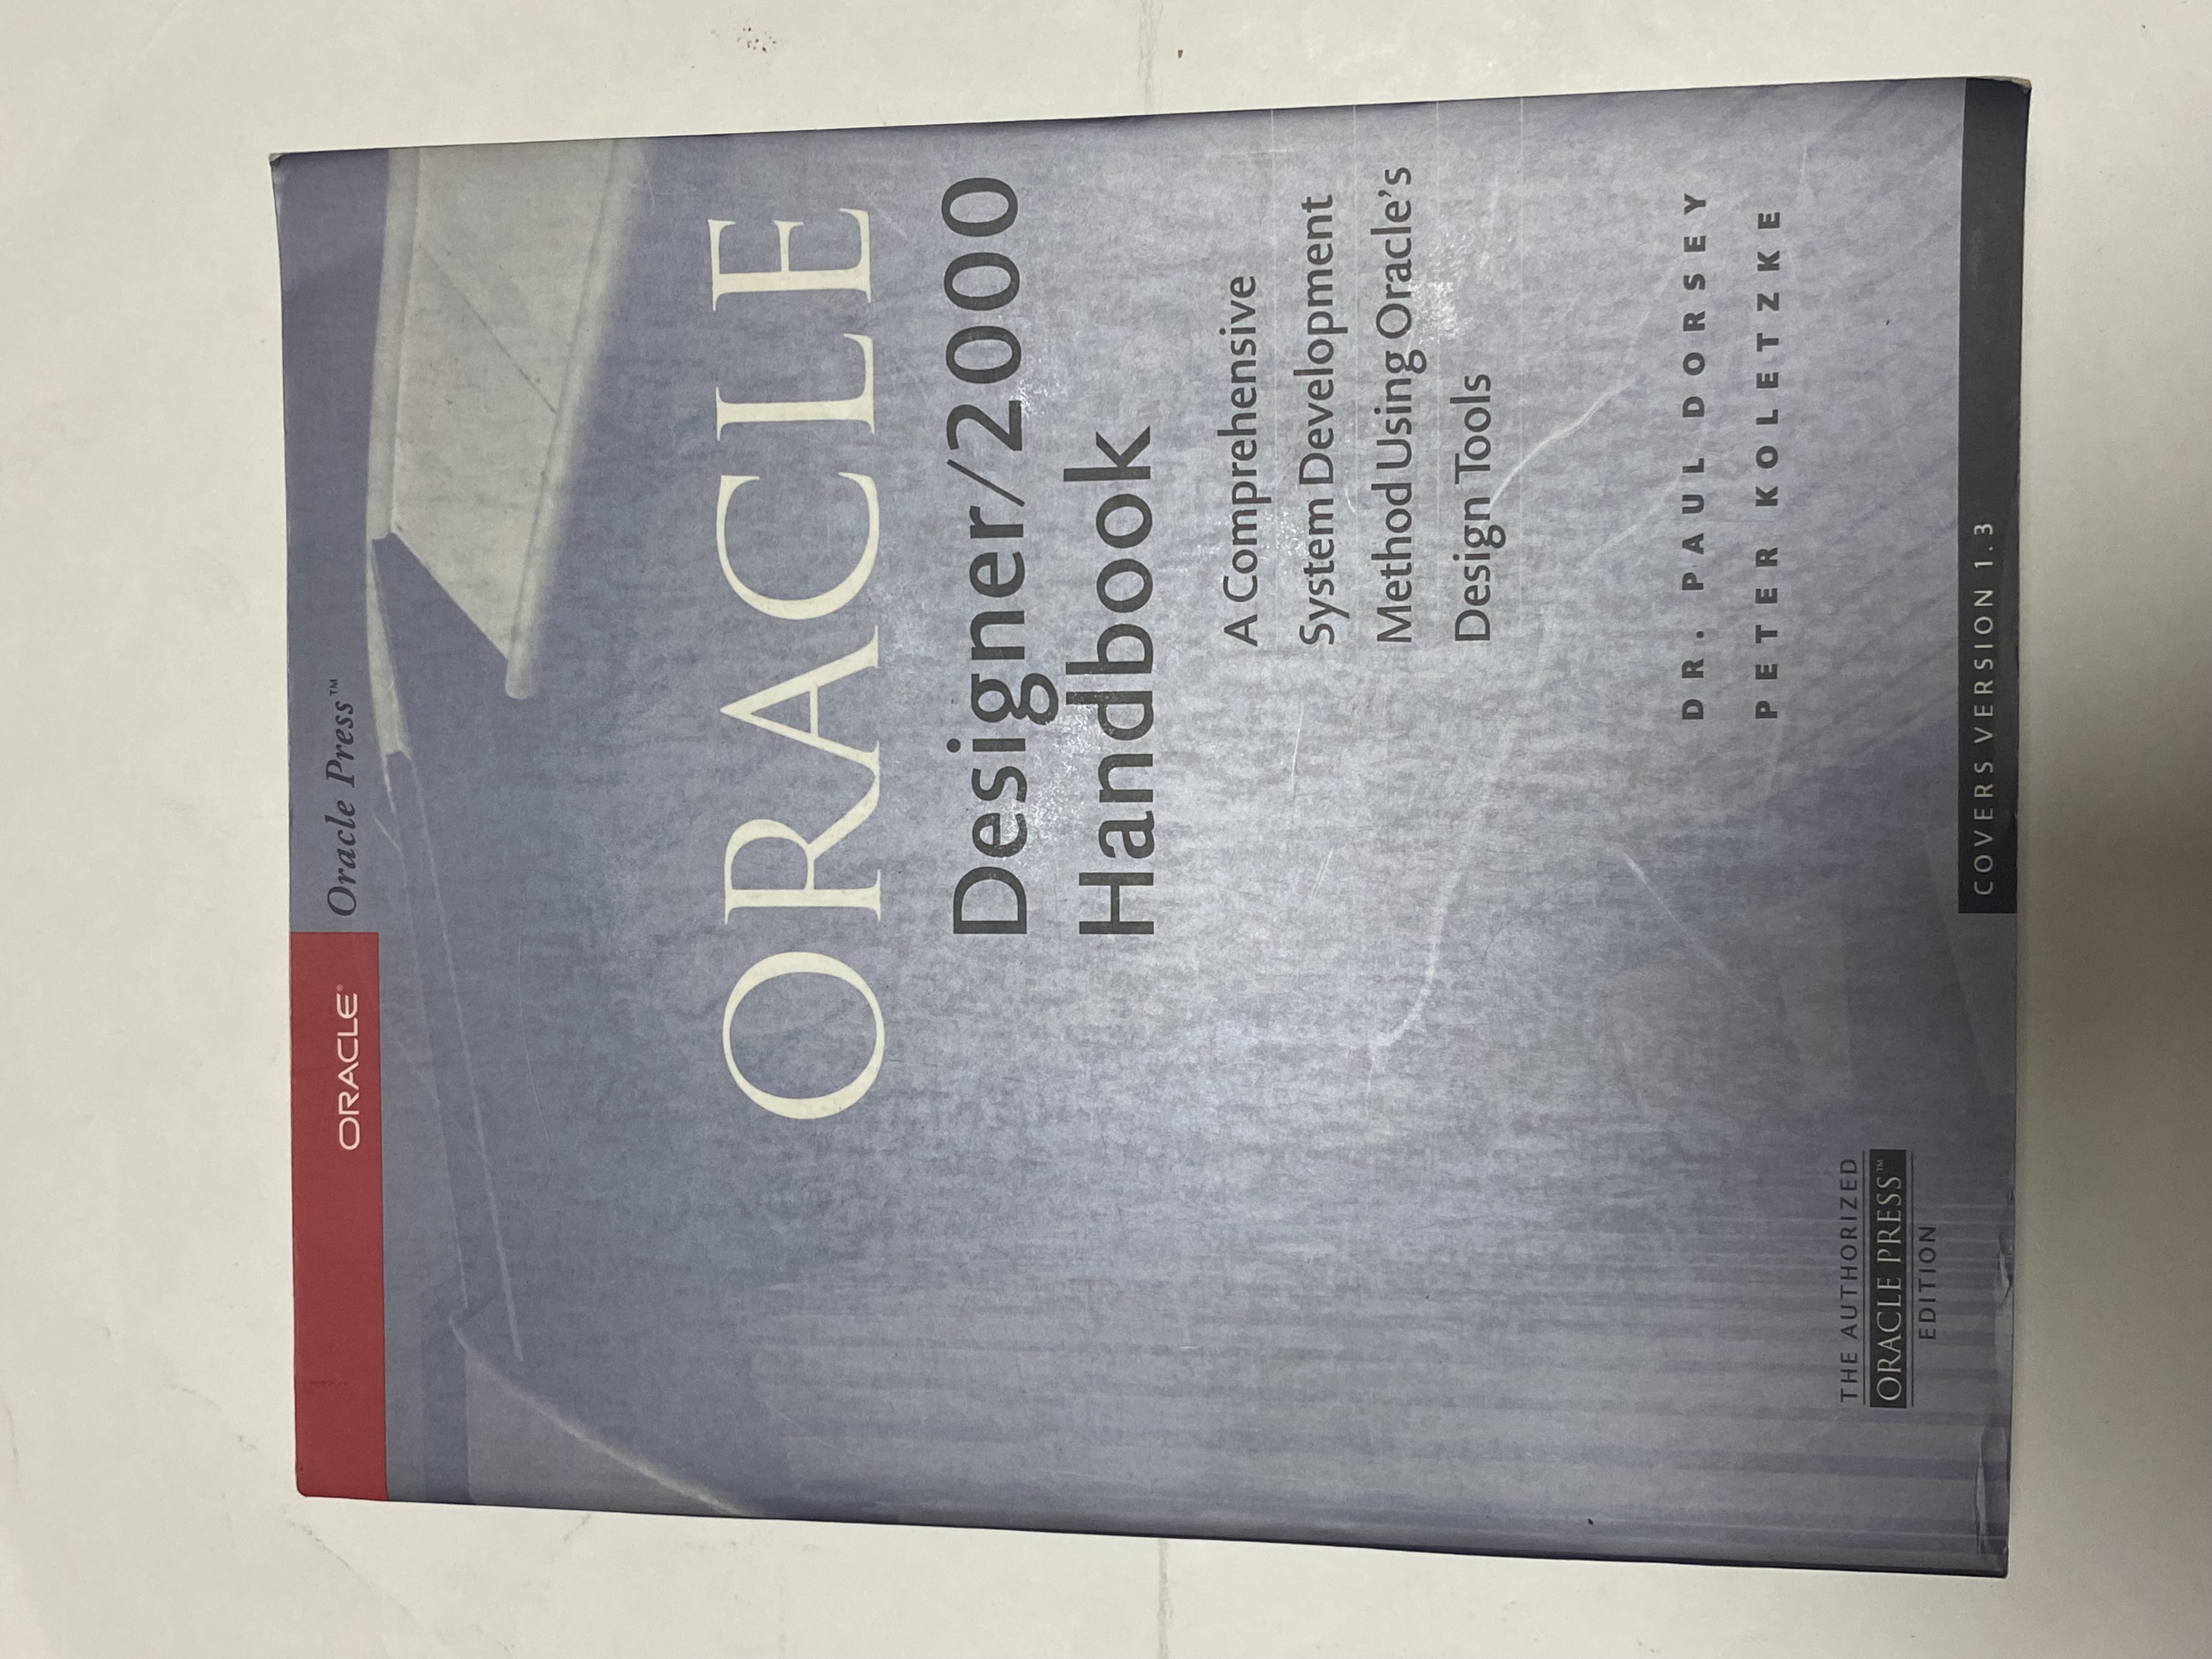 ORACLE®
Oracle Press™
ORACLE
Designer/2000
Handbook
A Comprehensive
System Development
Method Using Oracle's
Design Tools
DR. PAUL DORSEY
PETER KOLETZKE
THE AUTHORIZED
ORACLE PRESS™
EDITION
COVERS VERSION 1.3